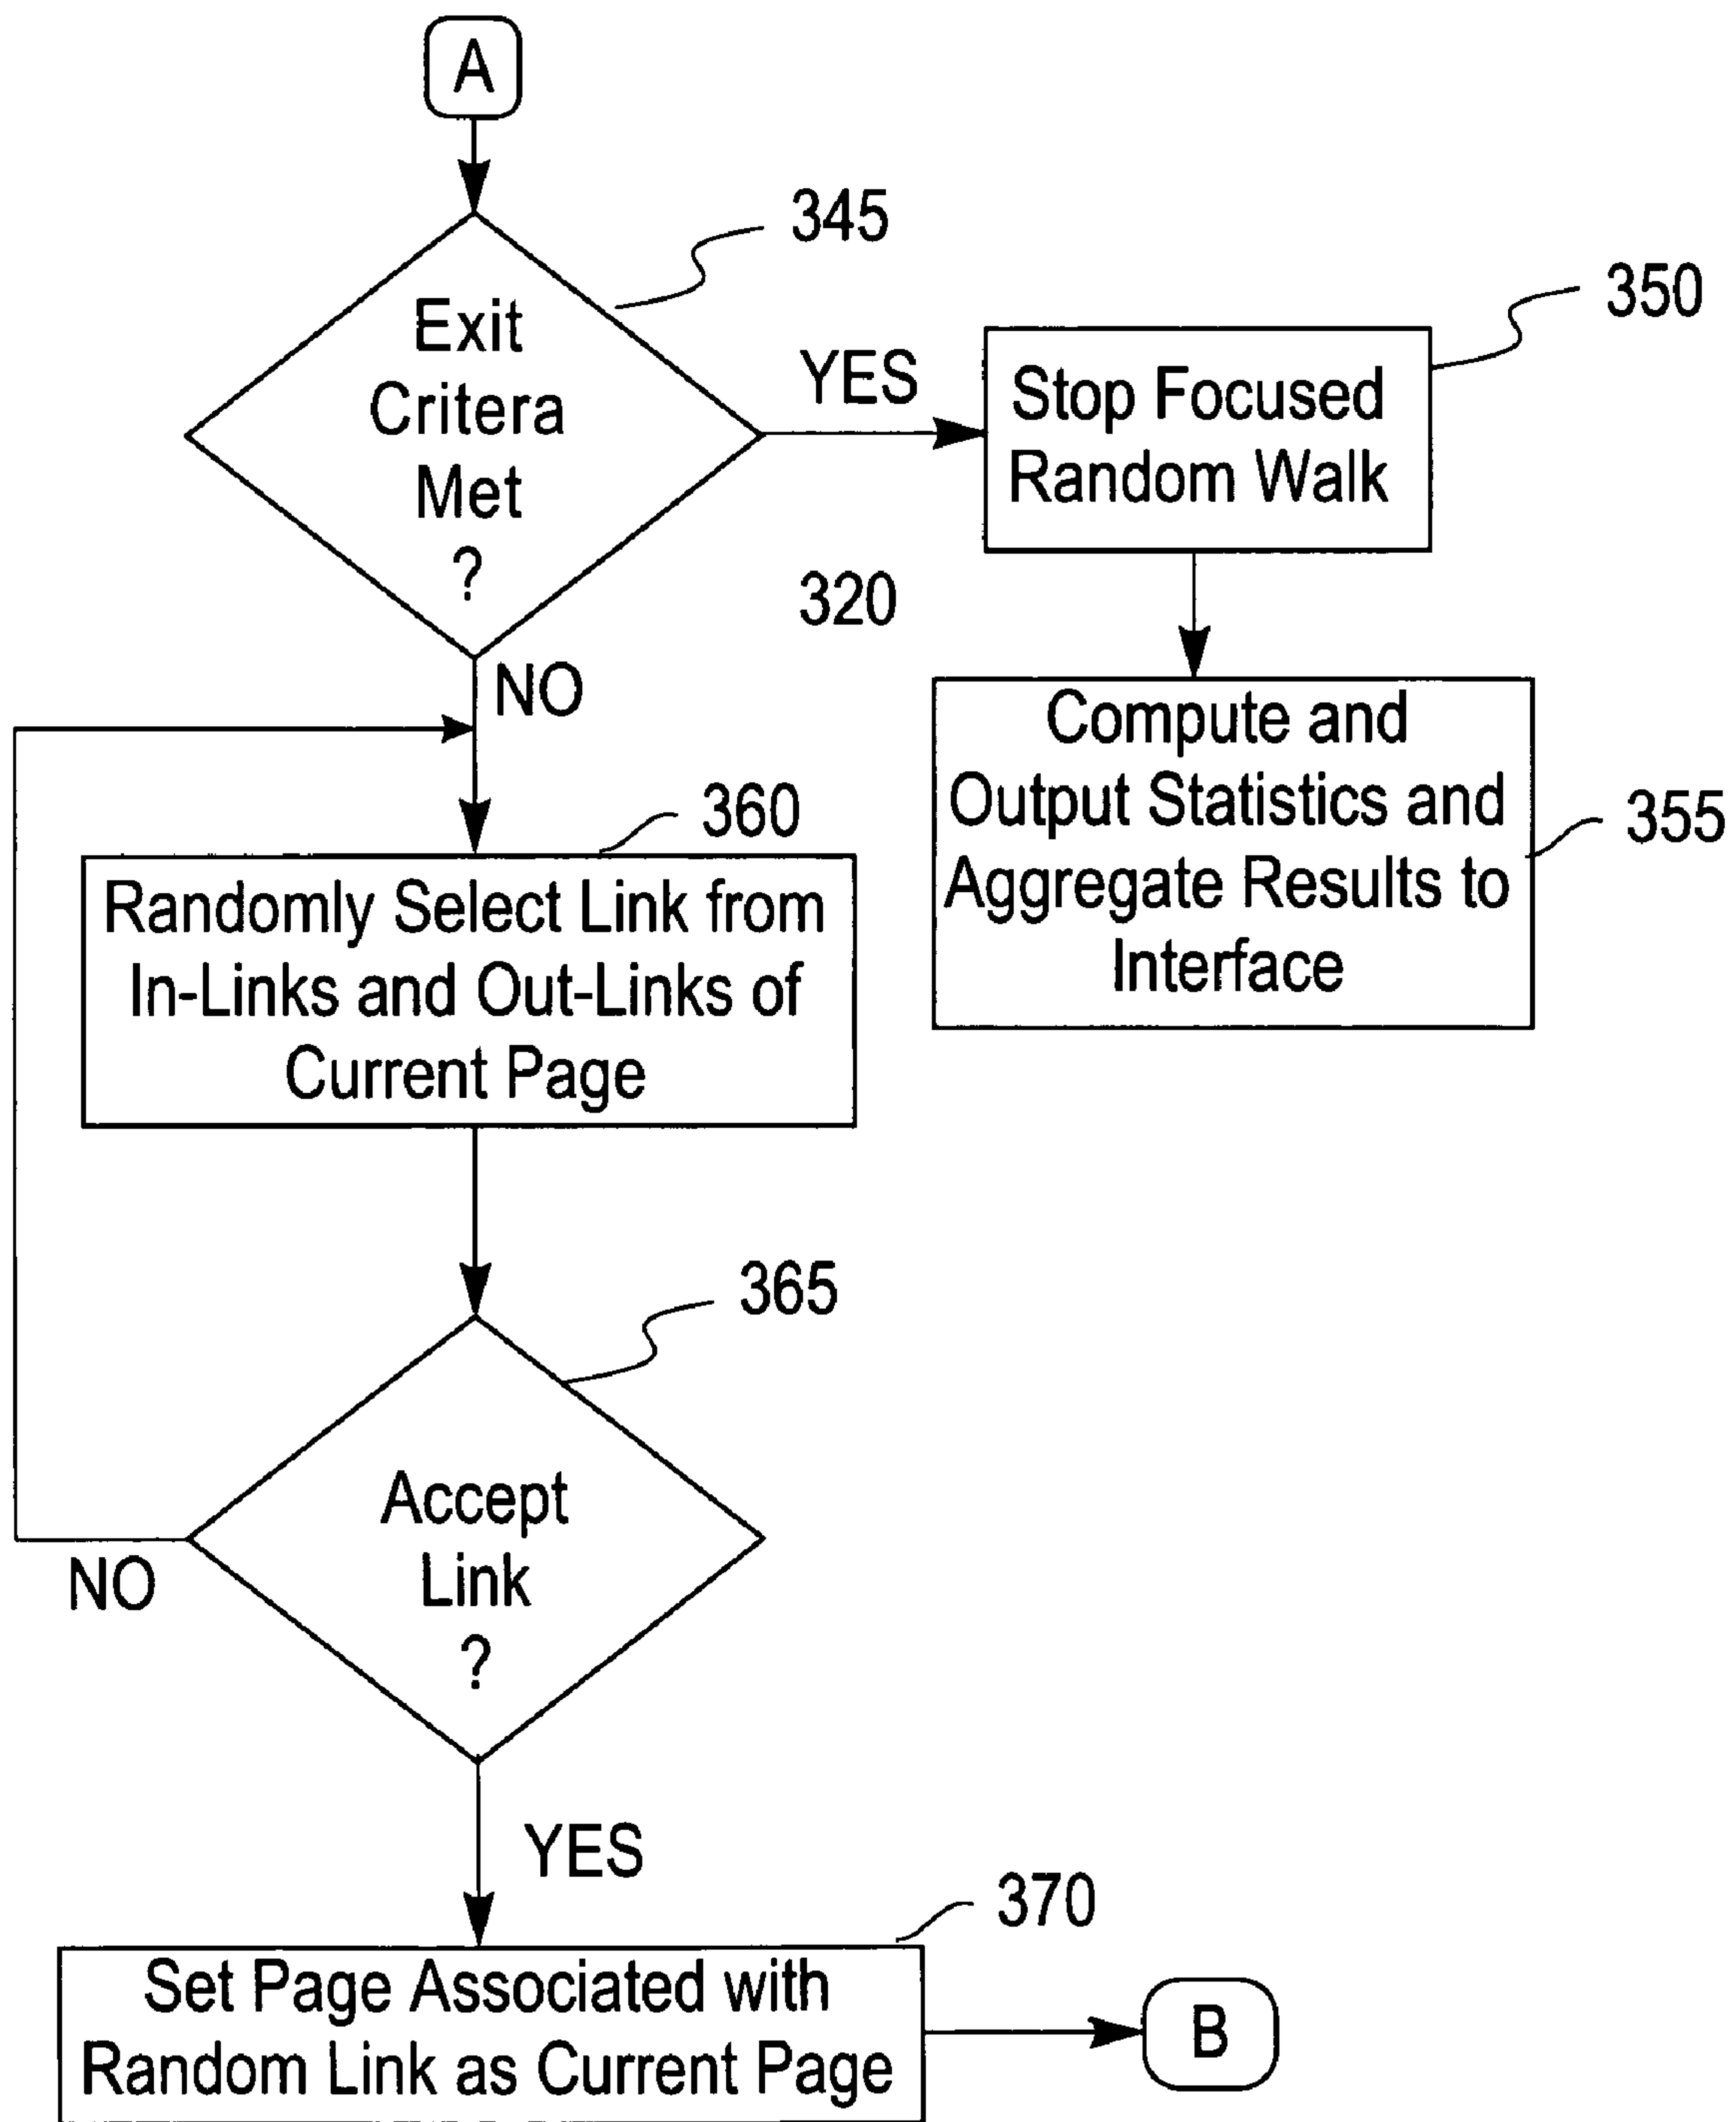 A
345
Exit
Critera
Met
?
YES
350
Stop Focused
Random Walk
320
NO
Compute and
Output Statistics and
Aggregate Results to
Interface
355
360
Randomly Select Link from
In-Links and Out-Links of
Current Page
365
Accept
Link
?
NO
YES
370
Set Page Associated with
Random Link as Current Page
B